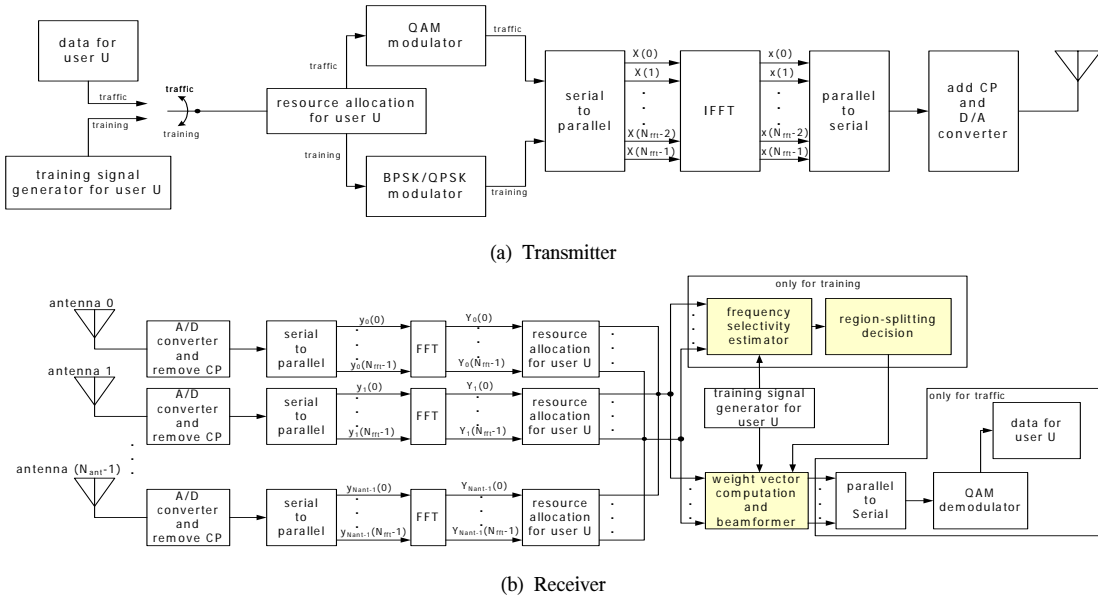 data for
user U
traffic
training
training signal
generator for user U
traffic
training
resource allocation
for user U
traffic
training
QAM
modulator
traffic
BPSK/QPSK
modulator
training
serial
to
parallel
X(0)
X(1)
X(Nfft-2)
X(Nfft-1)
IFFT
x(0)
x(1)
x(Nfft-2)
x(Nfft-1)
parallel
to
serial
add CP
and
D/A
converter
(a) Transmitter
antenna 0
A/D
converter
and
remove CP
serial
to
parallel
y0(0)
y0(Nfft-1)
FFT
Y0(0)
Y0(Nfft-1)
resource
allocation
for user U
antenna 1
A/D
converter
and
remove CP
serial
to
parallel
y1(0)
y1(Nfft-1)
FFT
Y1(0)
Y1(Nfft-1)
resource
allocation
for user U
antenna (Nant-1)
A/D
converter
and
remove CP
serial
to
parallel
yNant-1(0)
yNant-1(Nfft-1)
FFT
YNant-1(0)
YNant-1(Nfft-1)
resource
allocation
for user U
only for training
frequency
selectivity
estimator
region-splitting
decision
training signal
generator for
user U
only for traffic
data for
user U
weight vector
computation
and
beamformer
parallel
to
Serial
QAM
demodulator
(b) Receiver